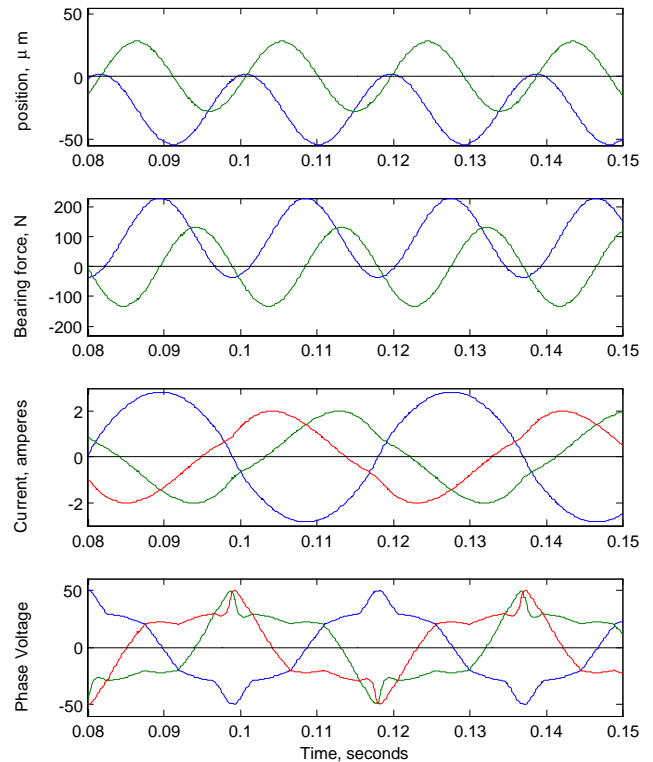 position, μ m
50
0
-50
0.08 0.09 0.1 0.11 0.12 0.13 0.14 0.15
Bearing force, N
200
100
0
-100
-200
0.08 0.09 0.1 0.11 0.12 0.13 0.14 0.15
Current, amperes
2
0
-2
0.08 0.09 0.1 0.11 0.12 0.13 0.14 0.15
Phase Voltage
50
0
-50
0.08 0.09 0.1 0.11 0.12 0.13 0.14 0.15
Time, seconds